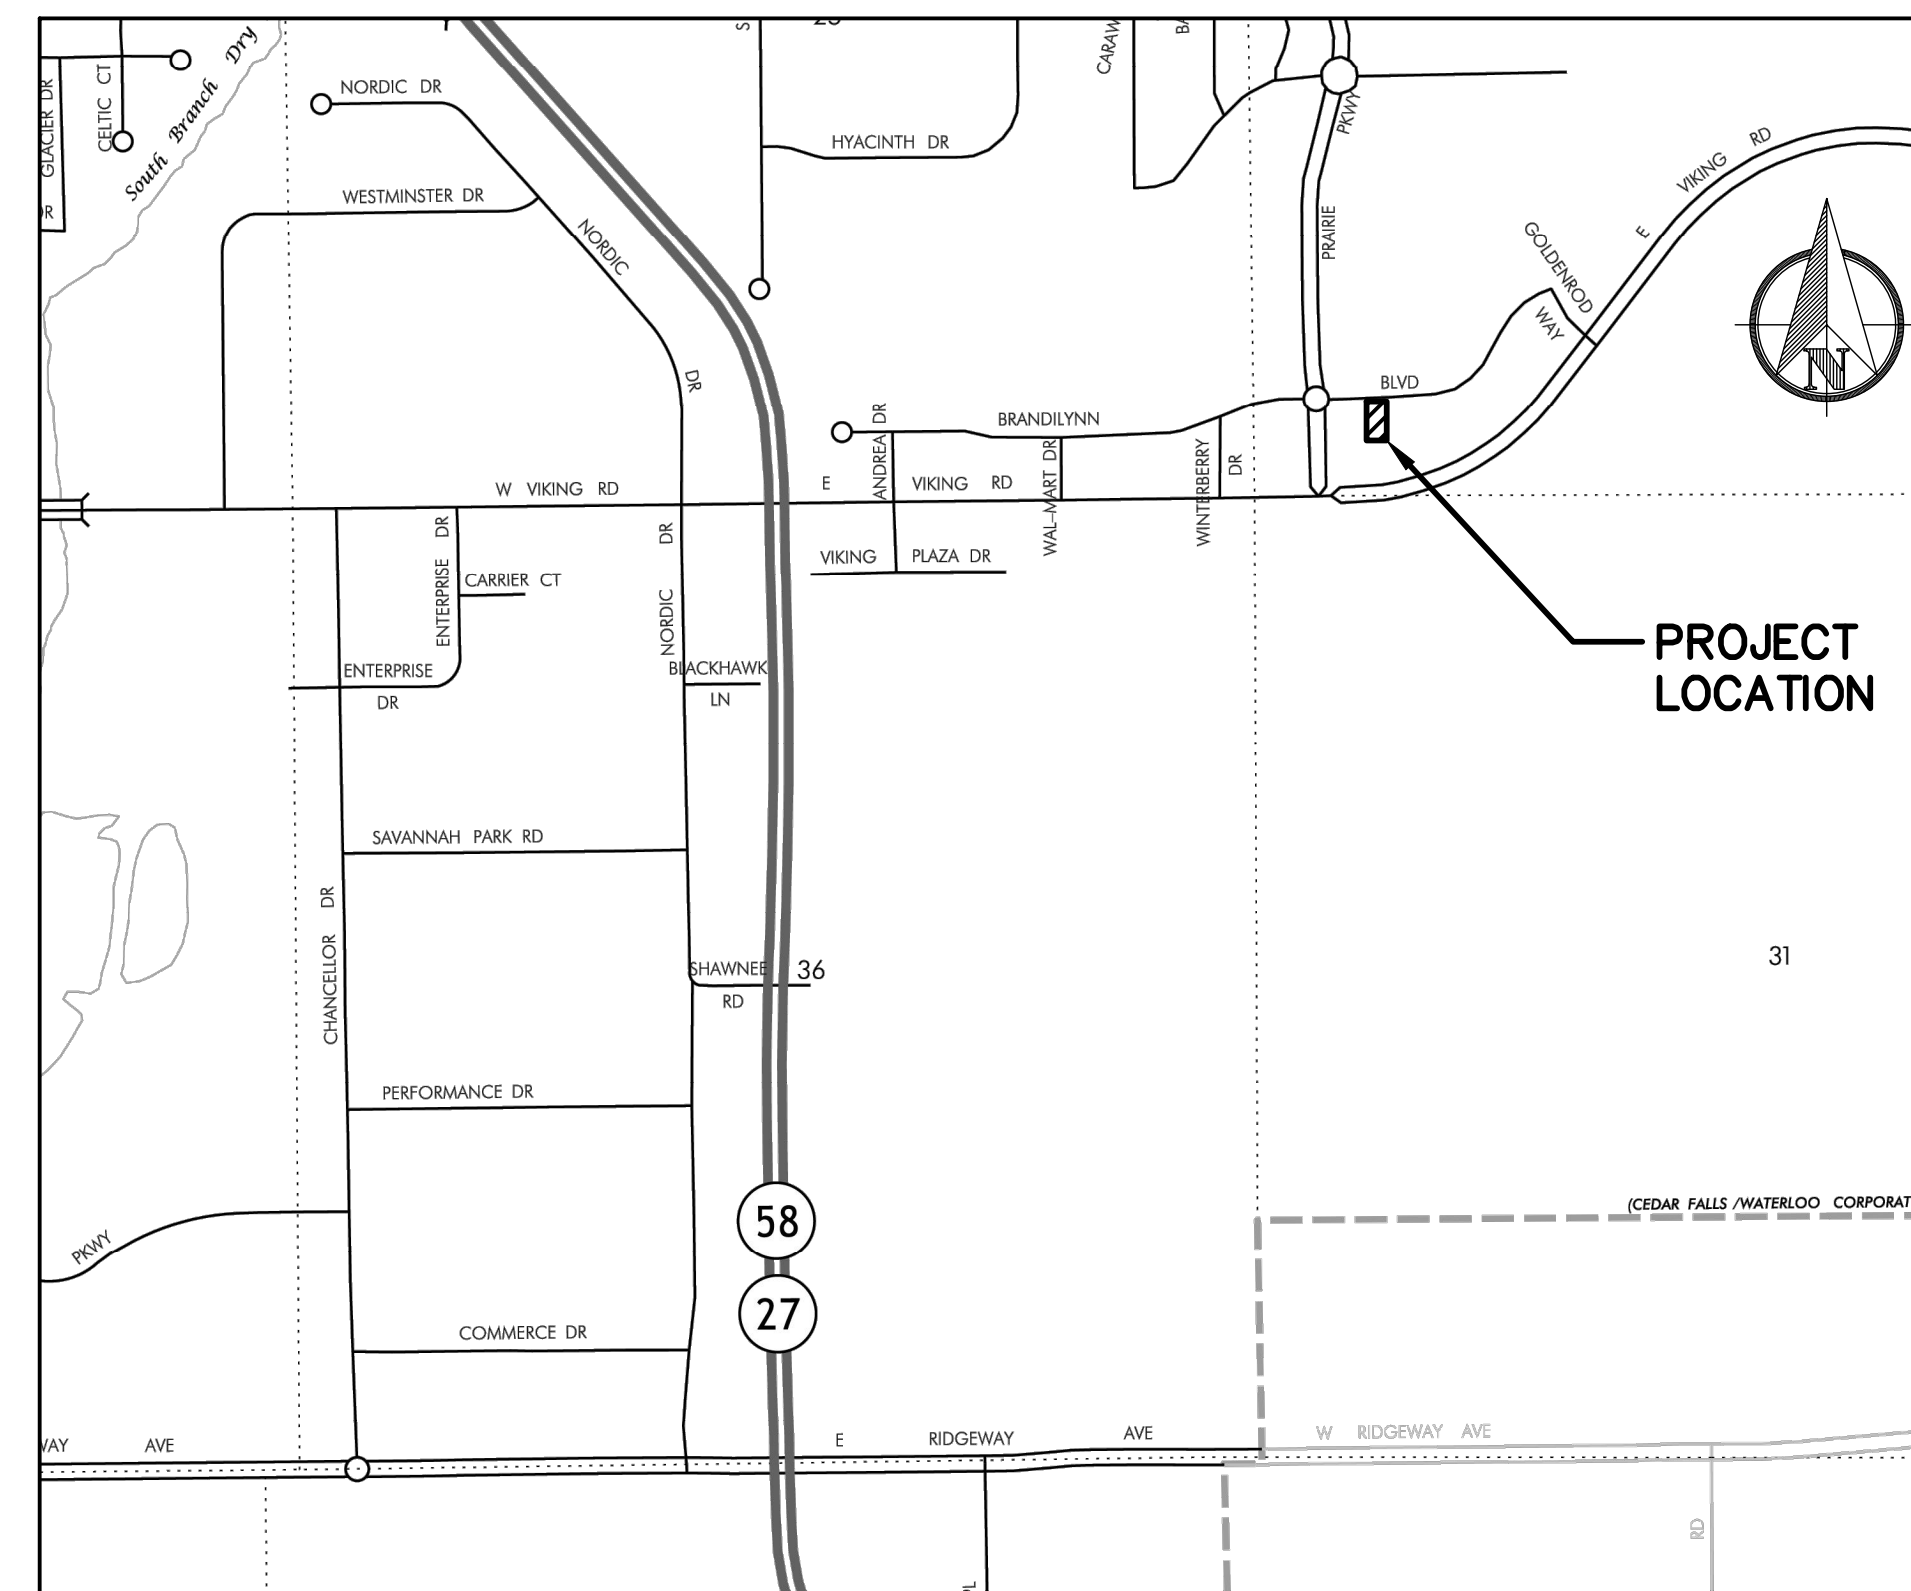 CELTIC CT
GLACIER DR
South Branch Dry
NORDIC DR
WESTMINSTER DR
NORDIC
DR
HYACINTH DR
PKWY
PRAIRIE
VIKING RD
E
GOLDENROD
WAY
N
BLVD
BRANDILYNN
ANDREA DR
WAL-MART DR
WINTERBERRY
DR
W VIKING RD
E
VIKING RD
VIKING PLAZA DR
ENTERPRISE DR
CARRIER CT
NORDIC DR
ENTERPRISE
DR
BLACKHAWK
LN
PROJECT
LOCATION
SAVANNAH PARK RD
CHANCELLOR DR
SHAWNEE
RD
36
31
PERFORMANCE DR
PKWY
58
27
(CEDAR FALLS /WATERLOO CORPORAT
COMMERCE DR
AVE
E RIDGEWAY AVE
W RIDGEWAY AVE
RD